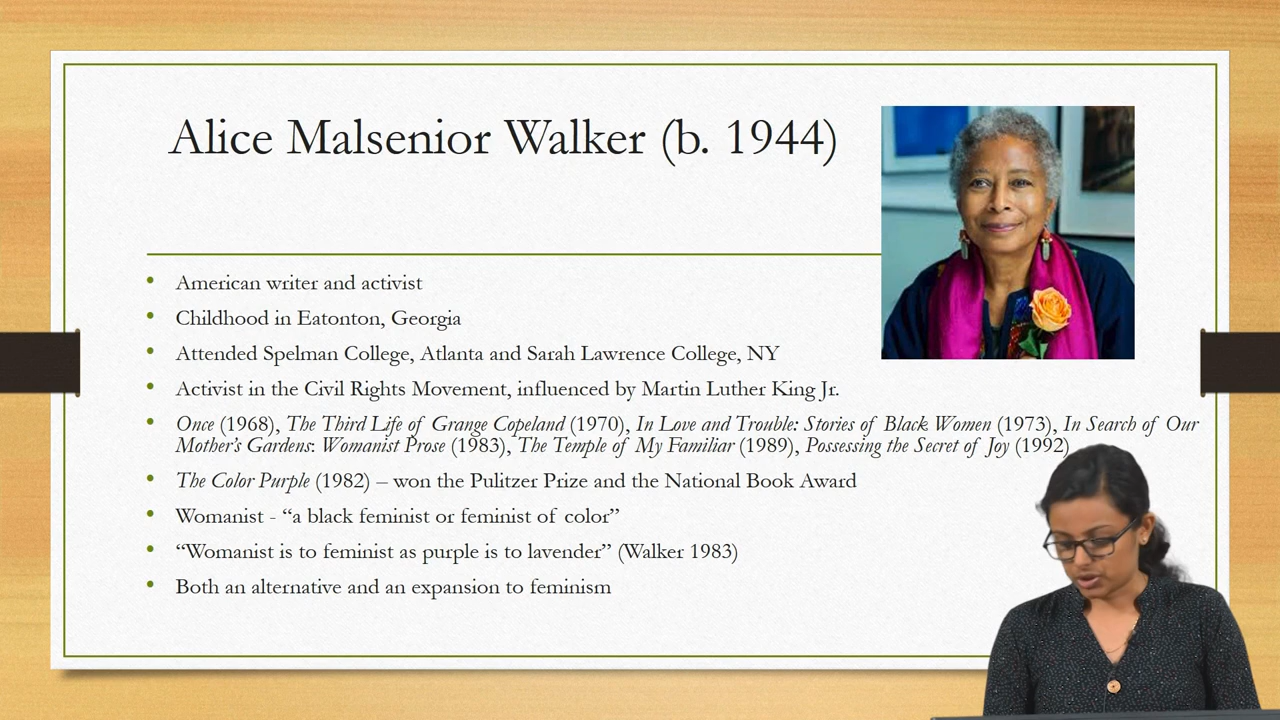 Alice Malsenior Walker (b. 1944)
• American writer and activist
• Childhood in Eatonton, Georgia
• Attended Spelman College, Atlanta and Sarah Lawrence College, NY
• Activist in the Civil Rights Movement, influenced by Martin Luther King Jr.
• Once (1968), The Third Life of Grange Copeland (1970), In Love and Trouble: Stories of Black Women (1973), In Search of Our
Mother's Gardens: Womanist Prose (1983), The Temple of My Familiar (1989), Possessing the Secret of Joy (1992)
• The Color Purple (1982) – won the Pulitzer Prize and the National Book Award
• Womanist - “a black feminist or feminist of color”
• “Womanist is to feminist as purple is to lavender” (Walker 1983)
• Both an alternative and an expansion to feminism